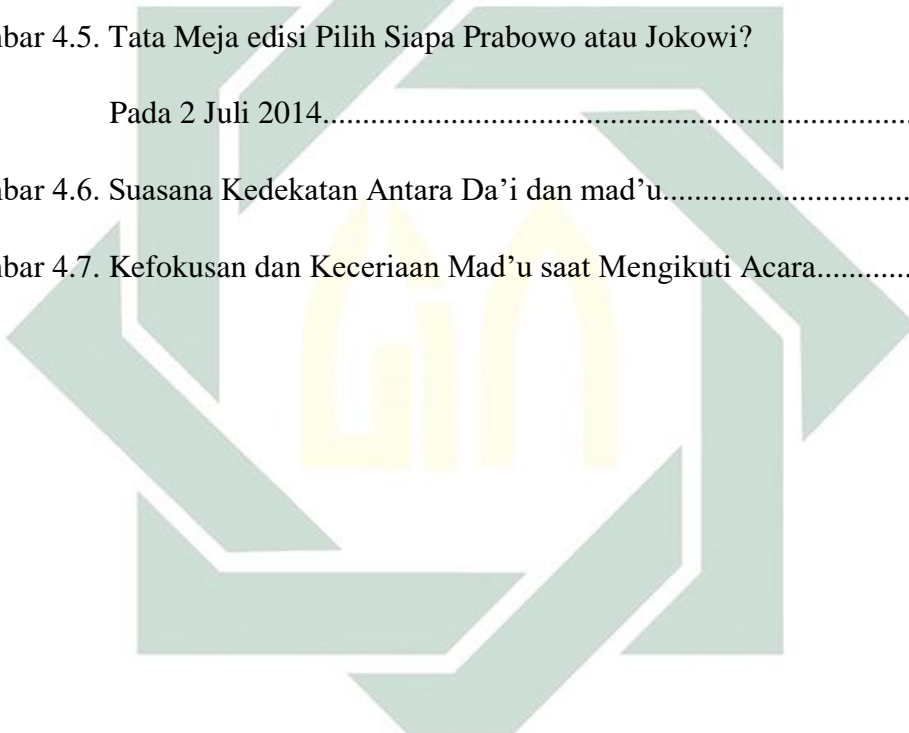 mbar 4.5. Tata Meja edisi Pilih Siapa Prabowo atau Jokowi?
Pada 2 Juli 2014..........................................................................
mbar 4.6. Suasana Kedekatan Antara Da’i dan mad’u...............................
mbar 4.7. Kefokusan dan Keceriaan Mad’u saat Mengikuti Acara............